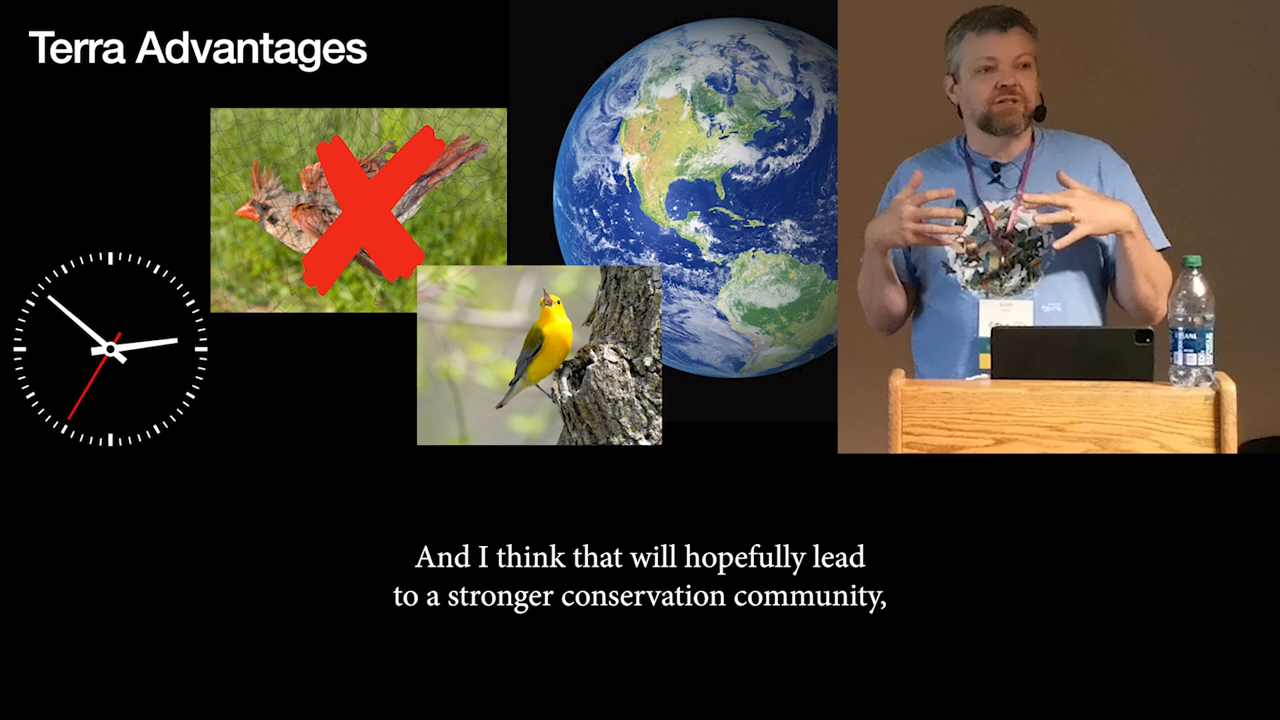 Terra Advantages
And I think that will hopefully lead
to a stronger conservation community,